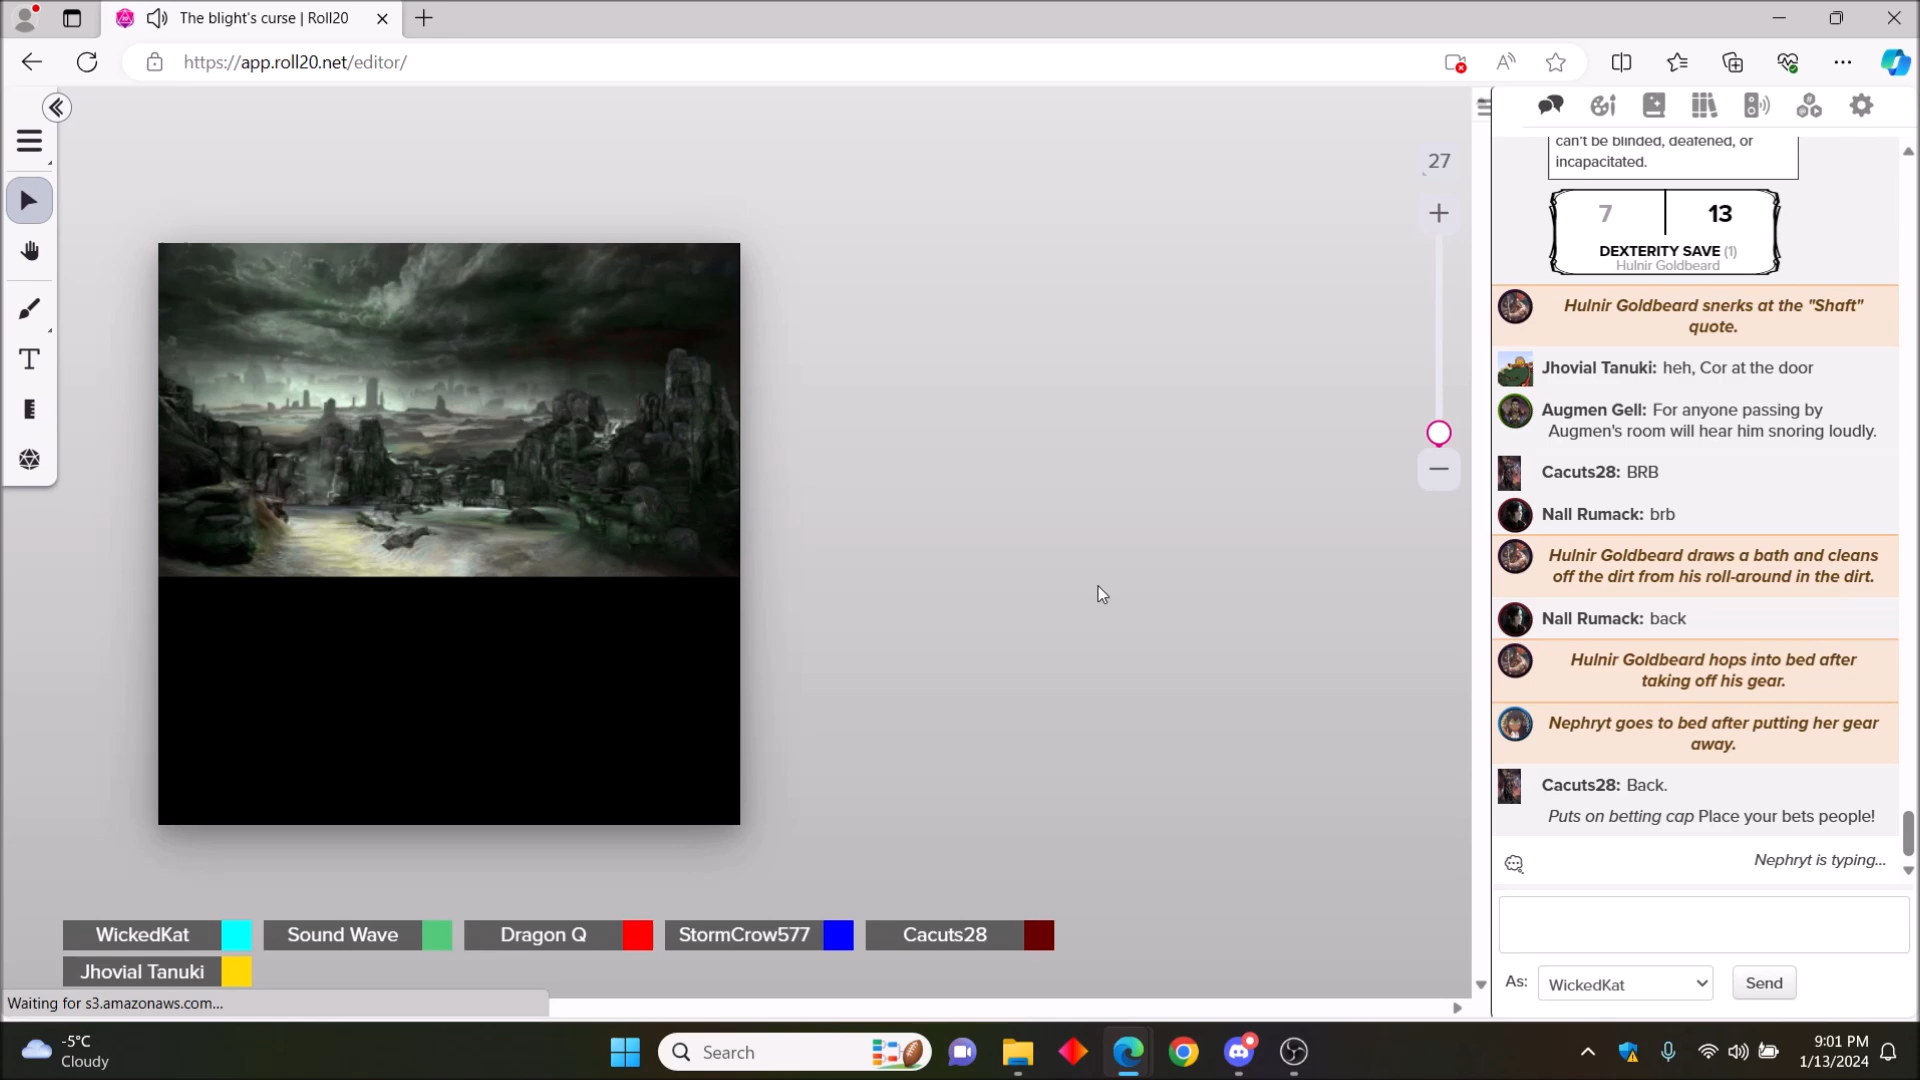 The blight's curse | Roll20
https://app.roll20.net/editor/
27
can't be blinded, deafened, or
incapacitated.
7
13
DEXTERITY SAVE (1)
Hulnir Goldbeard
Hulnir Goldbeard snerks at the "Shaft"
quote.
Jhovial Tanuki: heh, Cor at the door
Augmen Gell: For anyone passing by
Augmen's room will hear him snoring loudly.
Cacuts28: BRB
Nall Rumack: brb
Hulnir Goldbeard draws a bath and cleans
off the dirt from his roll-around in the dirt.
Nall Rumack: back
Hulnir Goldbeard hops into bed after
taking off his gear.
Nephryt goes to bed after putting her gear
away.
Cacuts28: Back.
Puts on betting cap Place your bets people!
Nephryt is typing...
As: WickedKat Send
WickedKat Sound Wave Dragon Q StormCrow577 Cacuts28
Jhovial Tanuki
Waiting for s3.amazonaws.com...
-5°C
Cloudy
Search
9:01 PM
1/13/2024